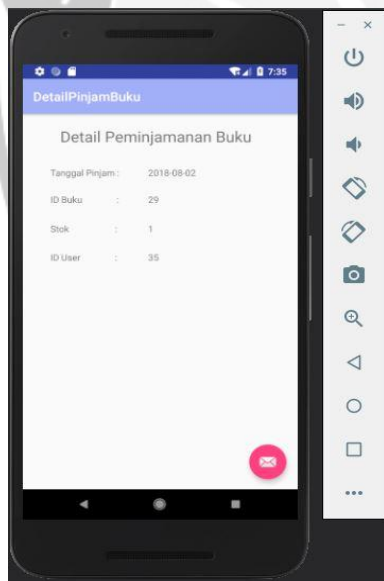 7:35
DetailPinjamBuku
Detail Peminjamanan Buku
Tanggal Pinjam : 2018-08-02
ID Buku : 29
Stok : 1
ID User : 35